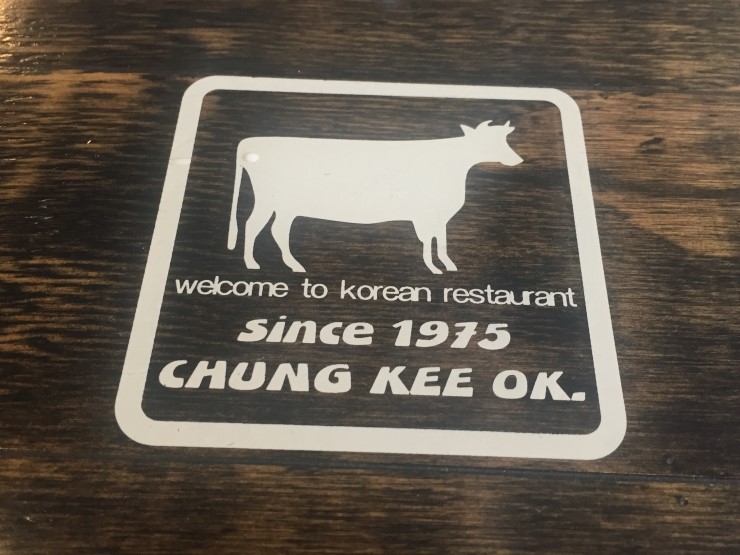 welcome to korean restaurant
since 1975
CHUNG KEE OK.